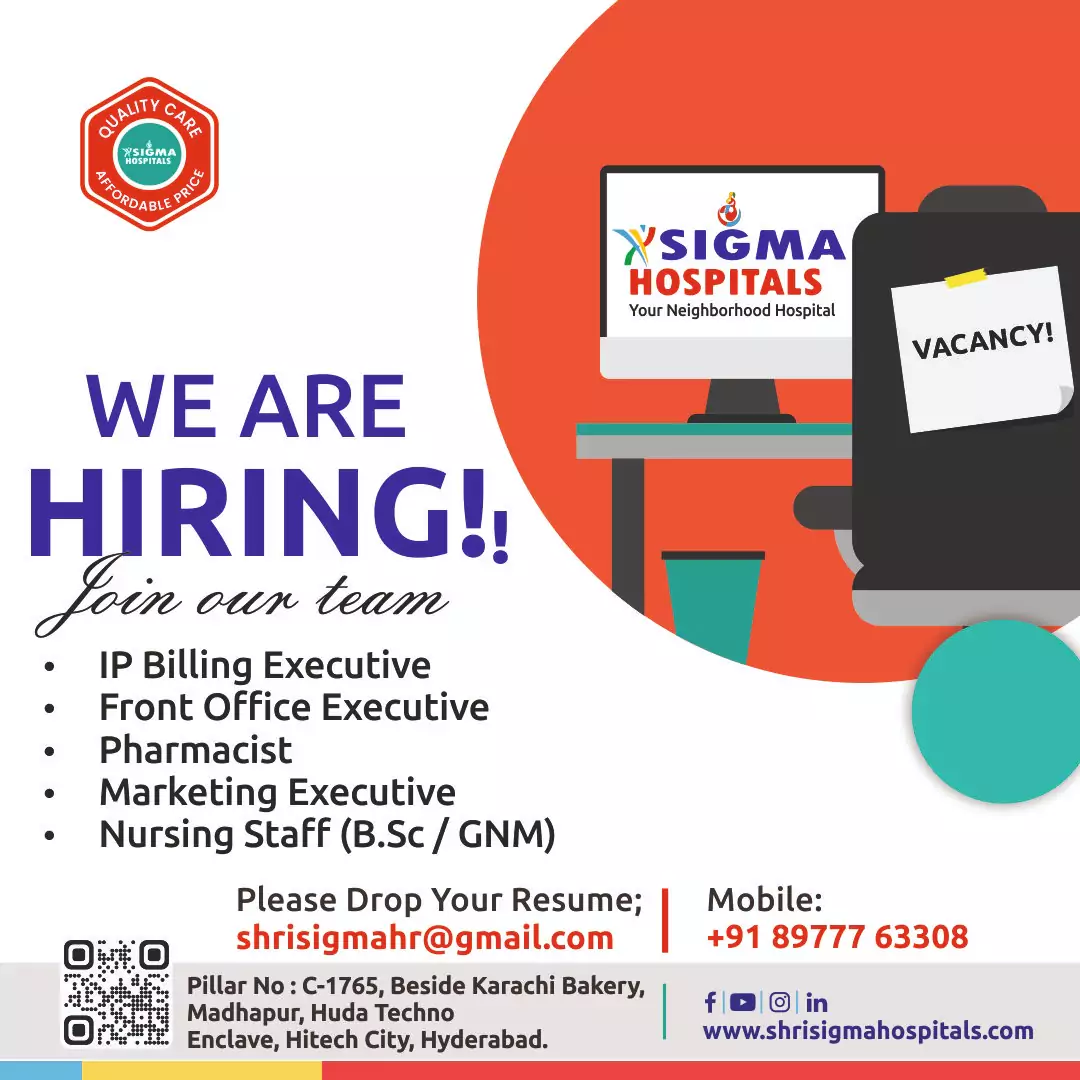 QUALITY CARE
SIGMA
HOSPITALS
AFFORDABLE PRICE
SIGMA
HOSPITALS
Your Neighborhood Hospital
VACANCY!
WE ARE
HIRING!!
Join our team
• IP Billing Executive
• Front Office Executive
• Pharmacist
• Marketing Executive
• Nursing Staff (B.Sc / GNM)
Please Drop Your Resume;
shrisigmahr@gmail.com
Mobile:
+91 89777 63308
Pillar No : C-1765, Beside Karachi Bakery,
Madhapur, Huda Techno
Enclave, Hitech City, Hyderabad.
www.shrisigmahospitals.com